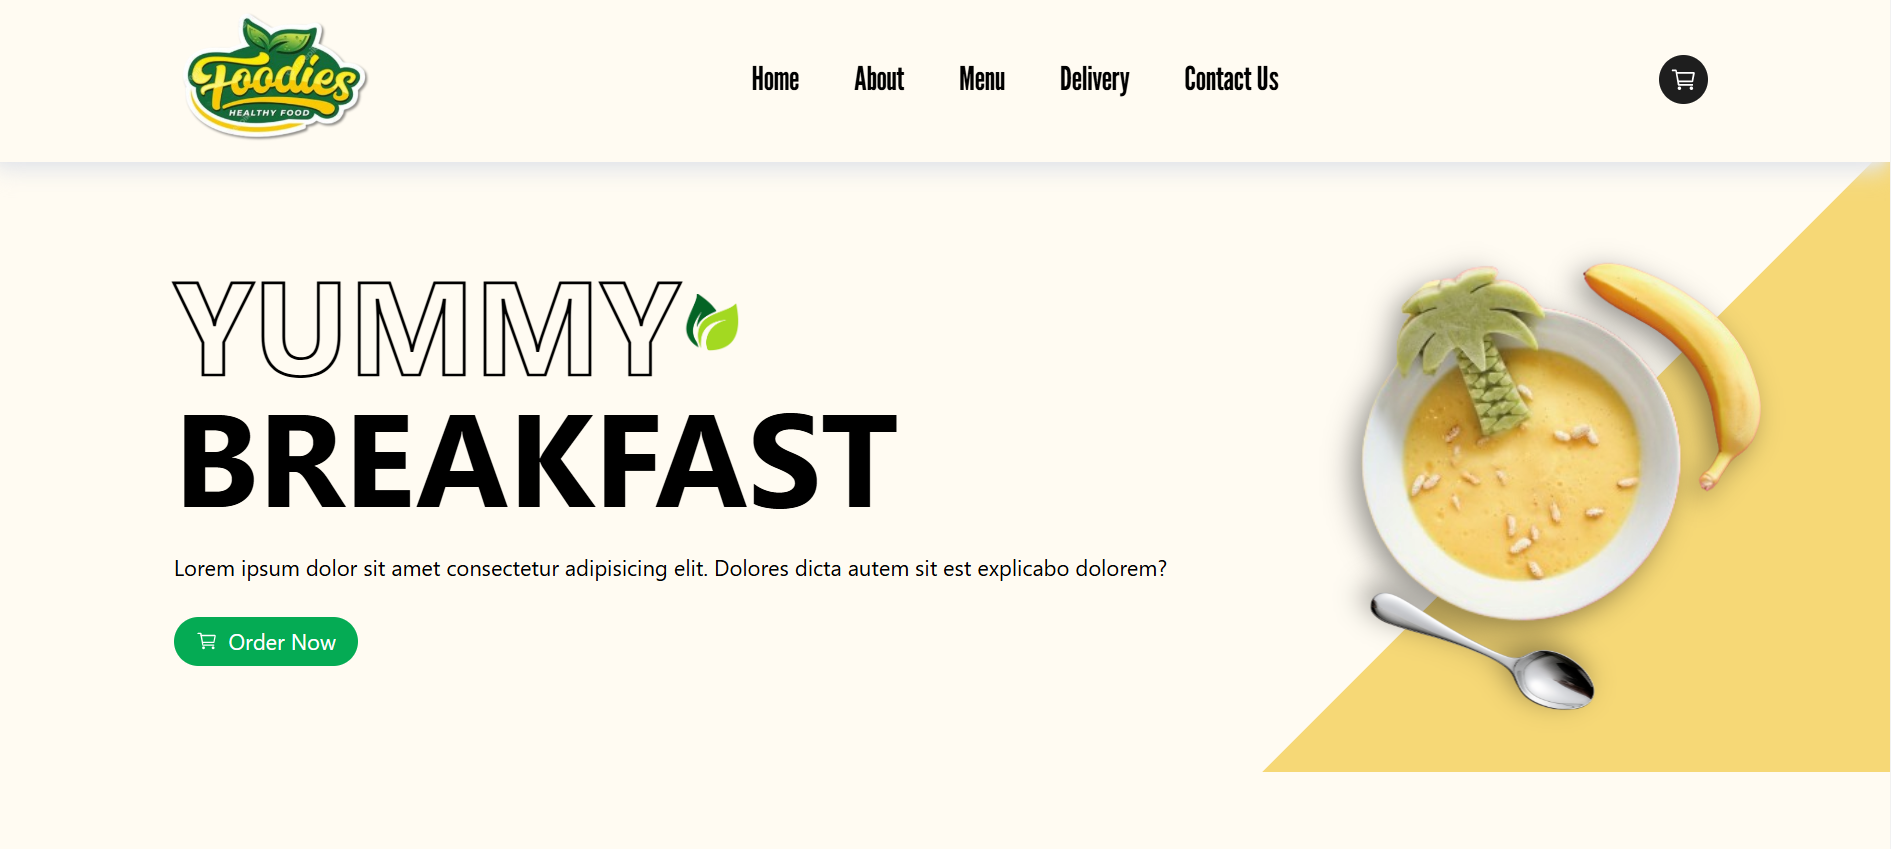 Foodies
HEALTHY FOOD
Home About Menu Delivery Contact Us
YUMMY
BREAKFAST
Lorem ipsum dolor sit amet consectetur adipisicing elit. Dolores dicta autem sit est explicabo dolorem?
Order Now